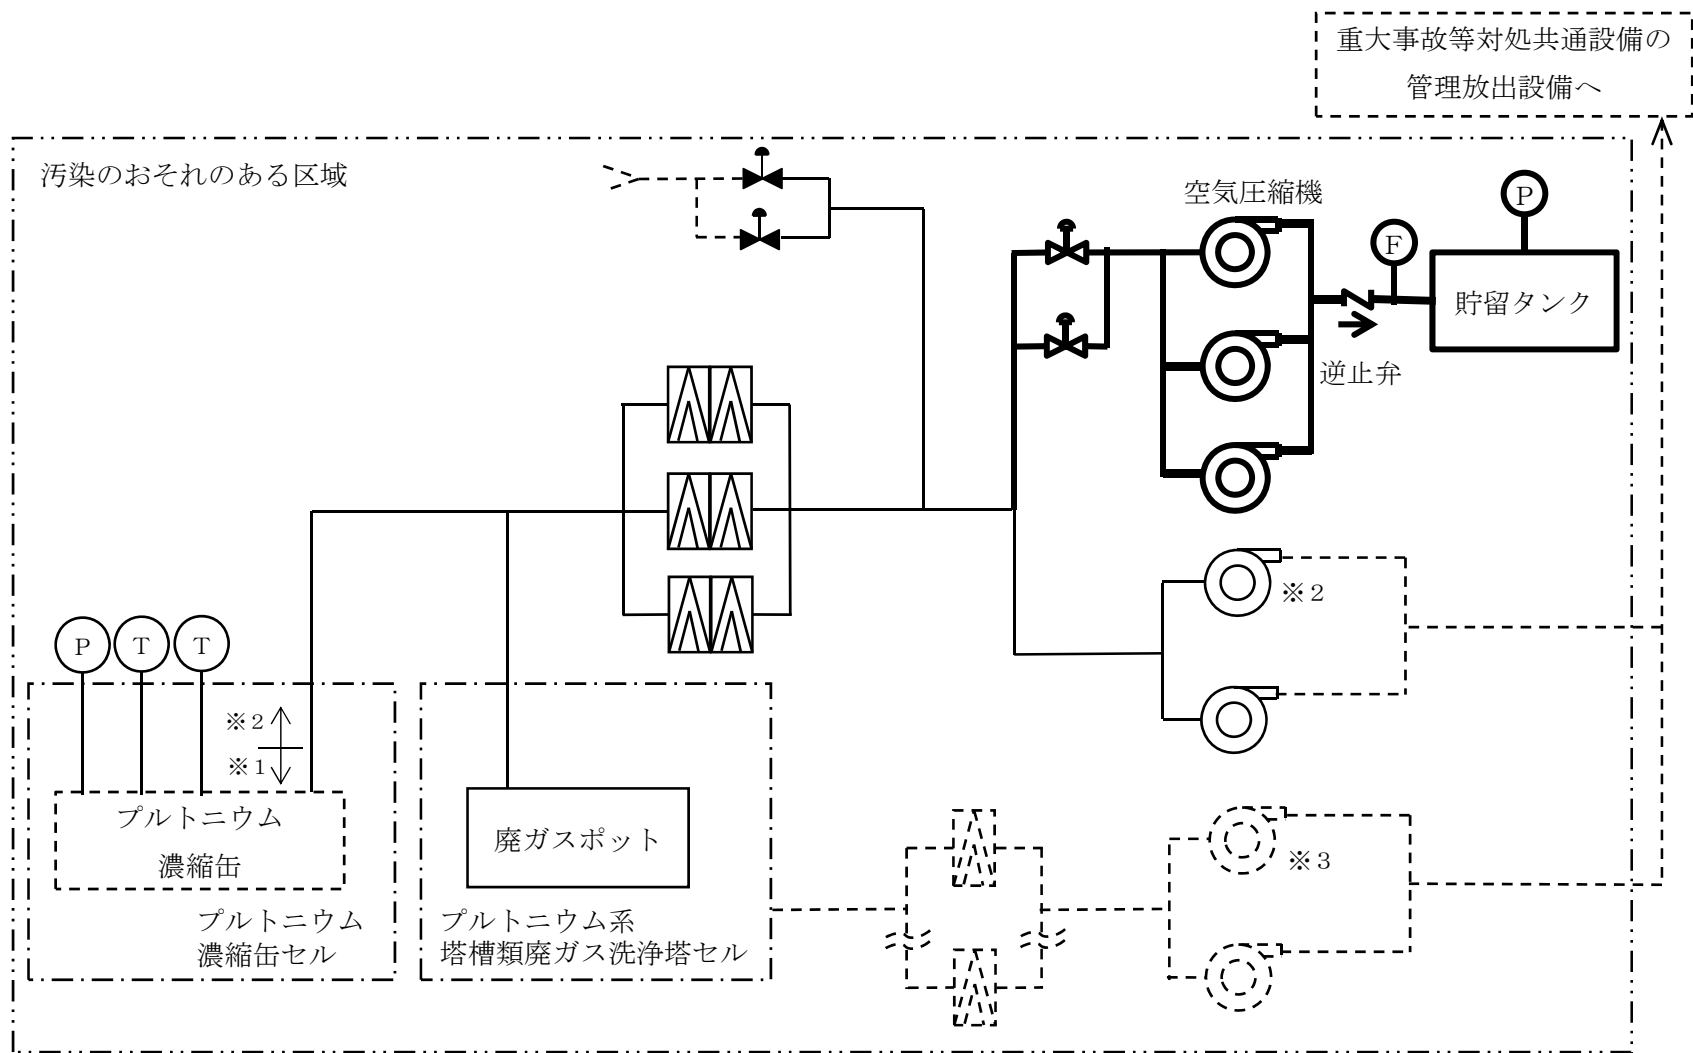 重大事故等対処共通設備の
管理放出設備へ
汚染のおそれのある区域
空気圧縮機
P
F
貯留タンク
逆止弁
※2
P
T
T
※2
※1
プルトニウム
濃縮缶
廃ガスポット
※3
プルトニウム
濃縮缶セル
プルトニウム系
塔槽類廃ガス洗浄塔セル